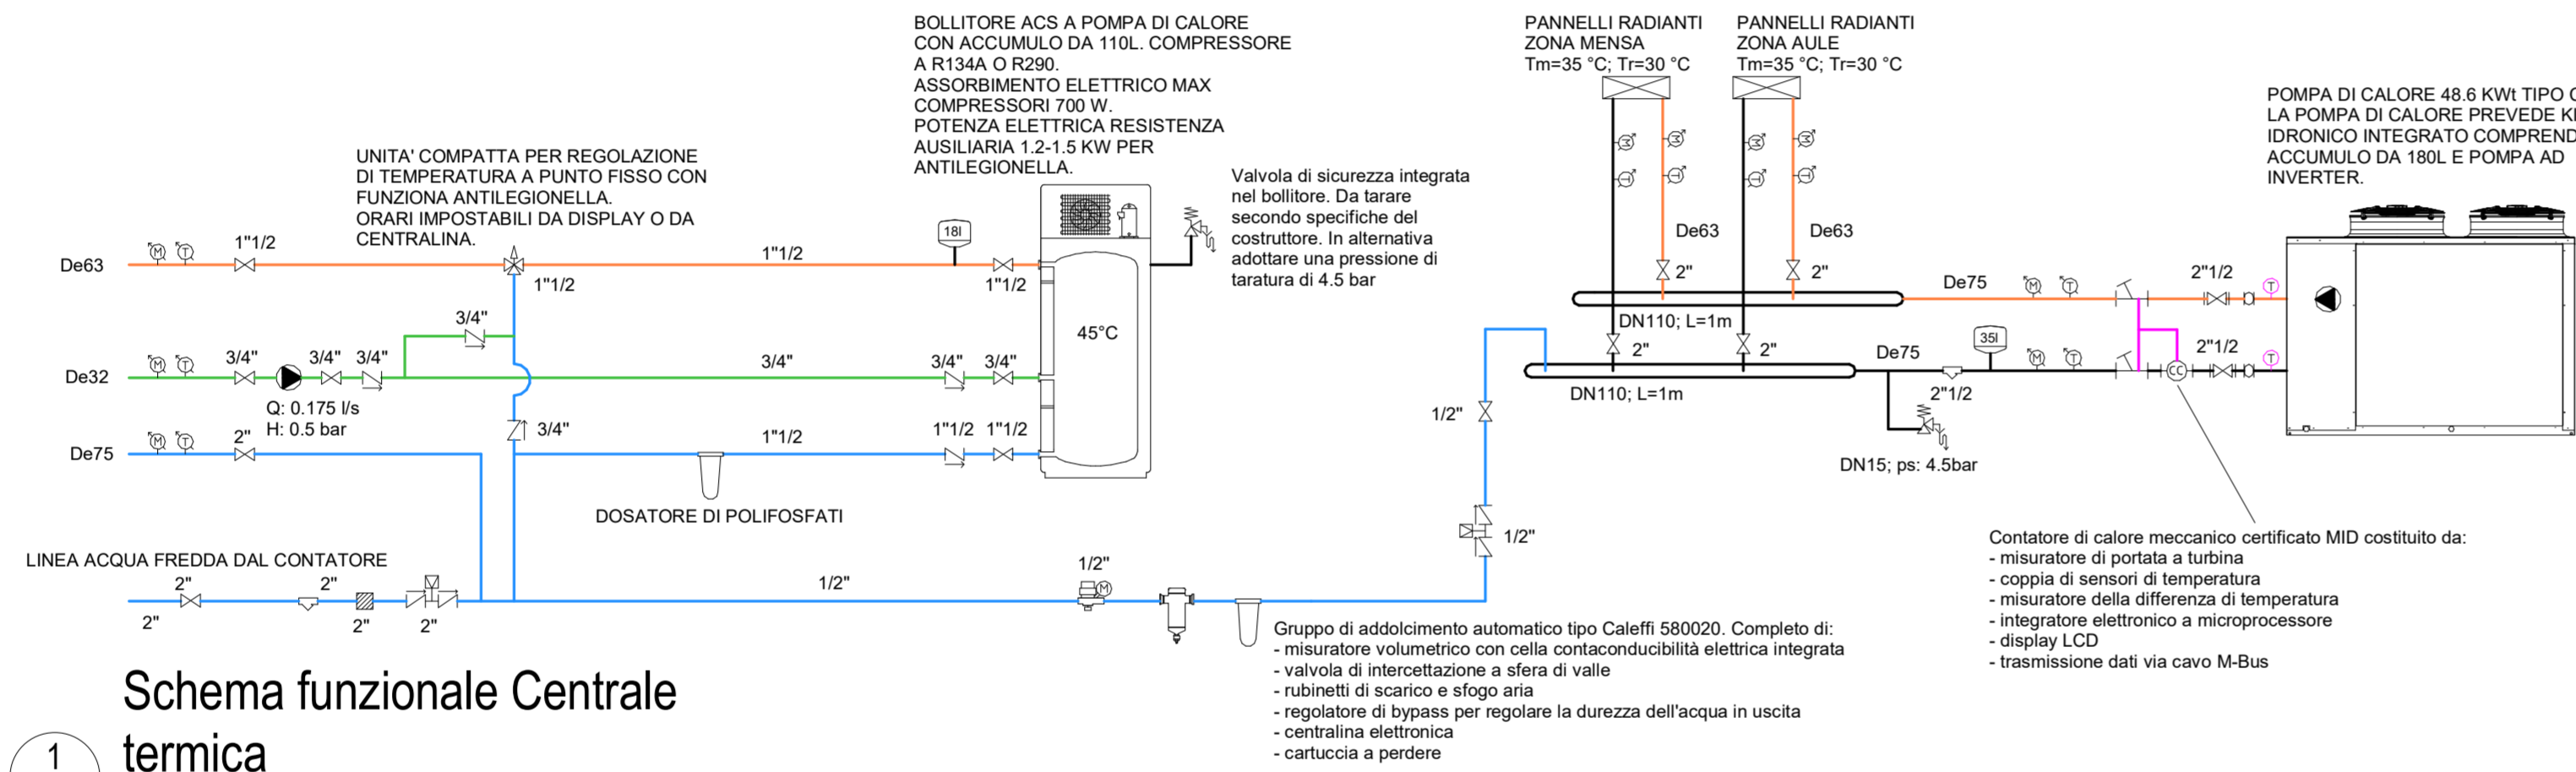 BOLLITORE ACS A POMPA DI CALORE
CON ACCUMULO DA 110L. COMPRESSORE
A R134A O R290.
ASSORBIMENTO ELETTRICO MAX
COMPRESSORI 700 W.
POTENZA ELETTRICA RESISTENZA
AUSILIARIA 1.2-1.5 KW PER
ANTILEGIONELLA.
PANNELLI RADIANTI
ZONA MENSA
Tm=35 °C; Tr=30 °C
PANNELLI RADIANTI
ZONA AULE
Tm=35 °C; Tr=30 °C
POMPA DI CALORE 48.6 KWt TIPO
LA POMPA DI CALORE PREVEDE
IDRONICO INTEGRATO COMPREND
ACCUMULO DA 180L E POMPA AD
INVERTER.
UNITA' COMPATTA PER REGOLAZIONE
DI TEMPERATURA A PUNTO FISSO CON
FUNZIONA ANTILEGIONELLA.
ORARI IMPOSTABILI DA DISPLAY O DA
CENTRALINA.
Valvola di sicurezza integrata
nel bollitore. Da tarare
secondo specifiche del
costruttore. In alternativa
adottare una pressione di
taratura di 4.5 bar
De63
M
T
1"1/2
1"1/2
1"1/2
18l
1"1/2
45°C
3/4"
De32
M
T
3/4"
3/4"
3/4"
3/4"
3/4"
3/4"
Q: 0.175 l/s
H: 0.5 bar
De75
M
T
2"
3/4"
1"1/2
1"1/2
1"1/2
DOSATORE DI POLIFOSFATI
M
M
M
M
T
T
T
T
De63
De63
2"
2"
DN110; L=1m
2"
2"
DN110; L=1m
De75
M
T
2"1/2
T
De75
35l
M
T
2"1/2
CC
T
2"1/2
DN15; ps: 4.5bar
1/2"
1/2"
LINEA ACQUA FREDDA DAL CONTATORE
2"
2"
2"
2"
2"
1/2"
1/2"
M
Gruppo di addolcimento automatico tipo Caleffi 580020. Completo di:
- misuratore volumetrico con cella contaconducibilità elettrica integrata
- valvola di intercettazione a sfera di valle
- rubinetti di scarico e sfogo aria
- regolatore di bypass per regolare la durezza dell'acqua in uscita
- centralina elettronica
- cartuccia a perdere
Contatore di calore meccanico certificato MID costituito da:
- misuratore di portata a turbina
- coppia di sensori di temperatura
- misuratore della differenza di temperatura
- integratore elettronico a microprocessore
- display LCD
- trasmissione dati via cavo M-Bus
Schema funzionale Centrale
termica
1